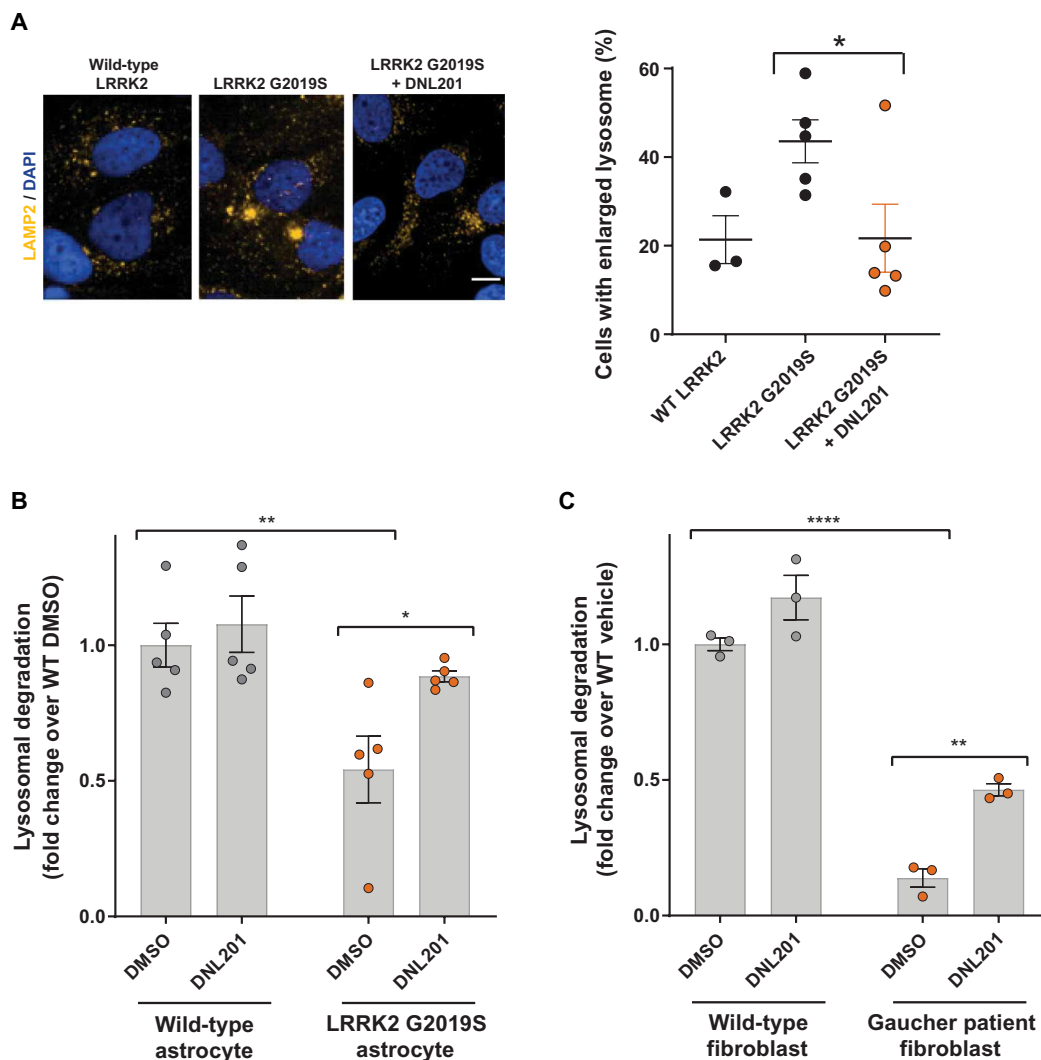 A
Wild-type
LRRK2
LRRK2 G2019S
LRRK2 G2019S
+ DNL201
LAMP2 / DAPI
Cells with enlarged lysosome (%)
60
40
20
0
*
WT LRRK2
LRRK2 G2019S
LRRK2 G2019S
+ DNL201
B
Lysosomal degradation
(fold change over WT DMSO)
1.0
0.5
0.0
**
*
DMSO
DNL201
DMSO
DNL201
Wild-type
astrocyte
LRRK2 G2019S
astrocyte
C
Lysosomal degradation
(fold change over WT vehicle)
1.0
0.5
0.0
****
**
DMSO
DNL201
DMSO
DNL201
Wild-type
fibroblast
Gaucher patient
fibroblast